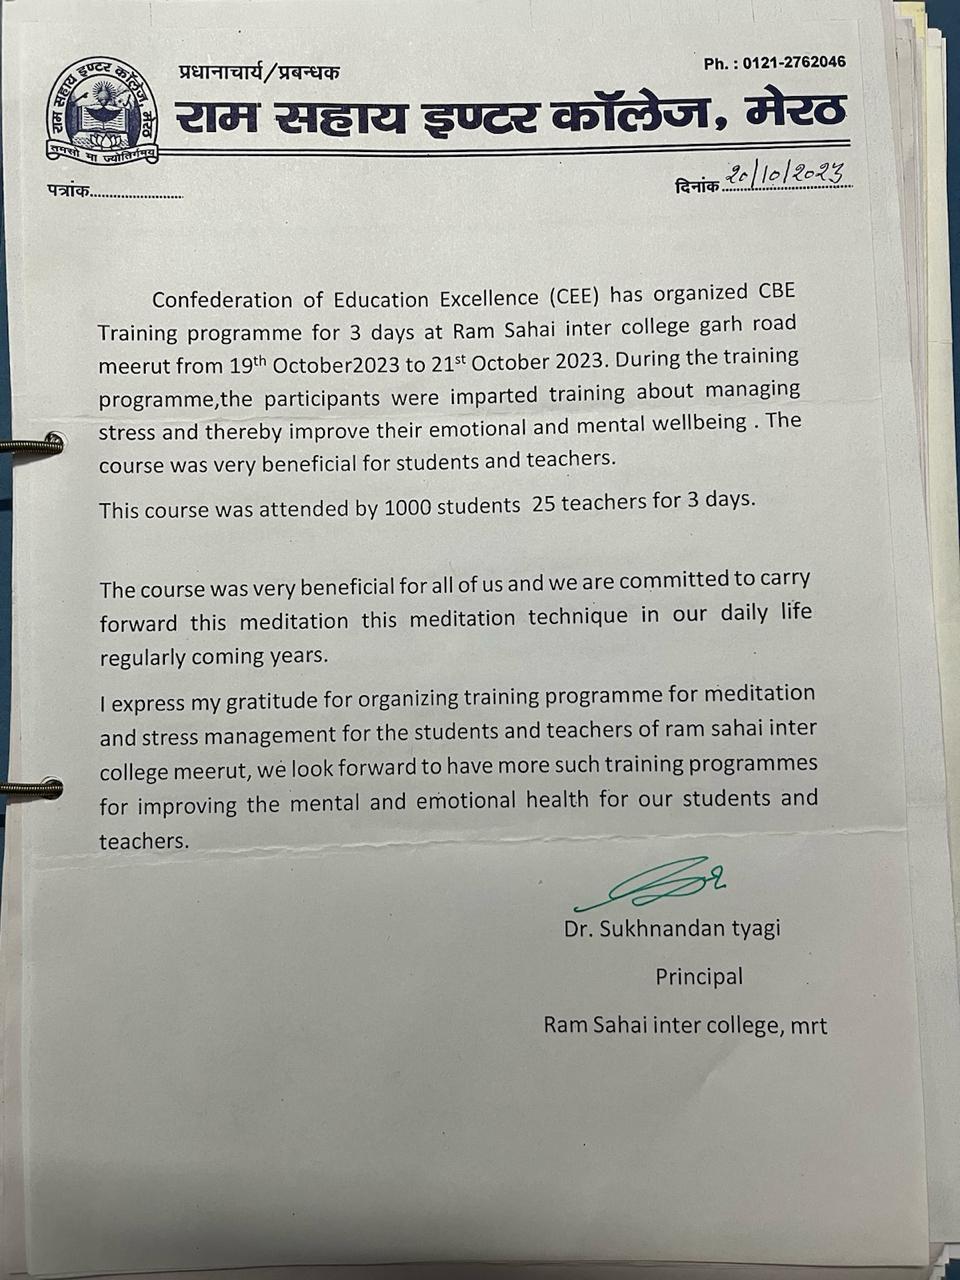 राम सहाय इण्टर कॉलेज, मेरठ
तमसो मा ज्योतिर्गमय
प्रधानाचार्य/प्रबन्धक
Ph. : 0121-2762046
राम सहाय इण्टर कॉलेज, मेरठ
पत्रांक.......................
दिनांक 20/10/2023
Confederation of Education Excellence (CEE) has organized CBE
Training programme for 3 days at Ram Sahai inter college garh road
meerut from 19th October2023 to 21st October 2023. During the training
programme,the participants were imparted training about managing
stress and thereby improve their emotional and mental wellbeing . The
course was very beneficial for students and teachers.
This course was attended by 1000 students 25 teachers for 3 days.
The course was very beneficial for all of us and we are committed to carry
forward this meditation this meditation technique in our daily life
regularly coming years.
I express my gratitude for organizing training programme for meditation
and stress management for the students and teachers of ram sahai inter
college meerut, we look forward to have more such training programmes
for improving the mental and emotional health for our students and
teachers.
Dr. Sukhnandan tyagi
Principal
Ram Sahai inter college, mrt